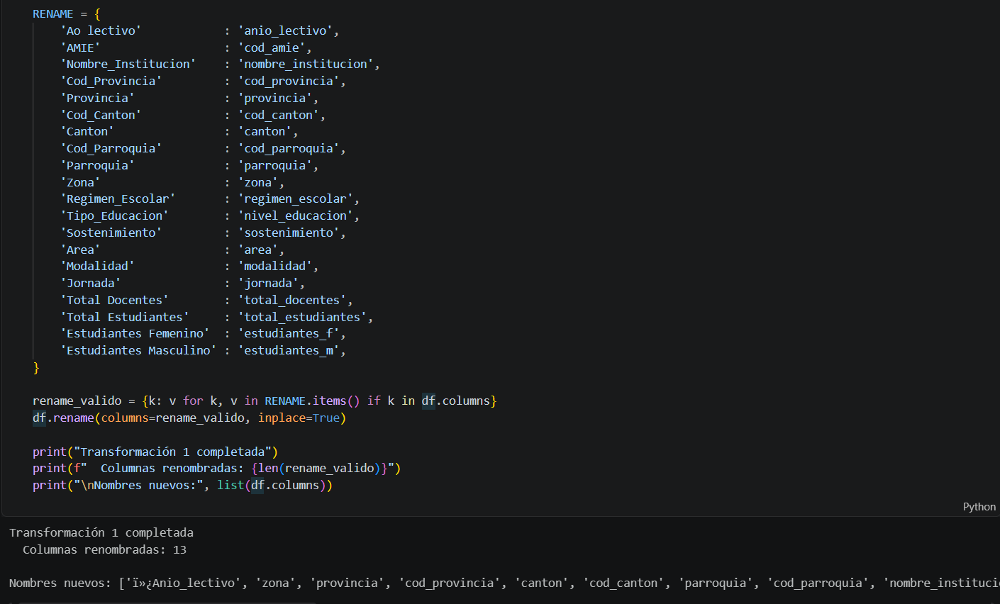 RENAME = {
    'Ao lectivo'            : 'anio_lectivo',
    'AMIE'                  : 'cod_amie',
    'Nombre_Institucion'    : 'nombre_institucion',
    'Cod_Provincia'         : 'cod_provincia',
    'Provincia'             : 'provincia',
    'Cod_Canton'            : 'cod_canton',
    'Canton'                : 'canton',
    'Cod_Parroquia'         : 'cod_parroquia',
    'Parroquia'             : 'parroquia',
    'Zona'                  : 'zona',
    'Regimen_Escolar'       : 'regimen_escolar',
    'Tipo_Educacion'        : 'nivel_educacion',
    'Sostenimiento'         : 'sostenimiento',
    'Area'                  : 'area',
    'Modalidad'             : 'modalidad',
    'Jornada'               : 'jornada',
    'Total Docentes'        : 'total_docentes',
    'Total Estudiantes'     : 'total_estudiantes',
    'Estudiantes Femenino'  : 'estudiantes_f',
    'Estudiantes Masculino' : 'estudiantes_m',
}
rename_valido = {k: v for k, v in RENAME.items() if k in df.columns}
df.rename(columns=rename_valido, inplace=True)
print("Transformación 1 completada")
print(f"  Columnas renombradas: {len(rename_valido)}")
print("\nNombres nuevos:", list(df.columns))
Python
Transformación 1 completada
  Columnas renombradas: 13
Nombres nuevos: ['ï»¿Anio_lectivo', 'zona', 'provincia', 'cod_provincia', 'canton', 'cod_canton', 'parroquia', 'cod_parroquia', 'nombre_instituci